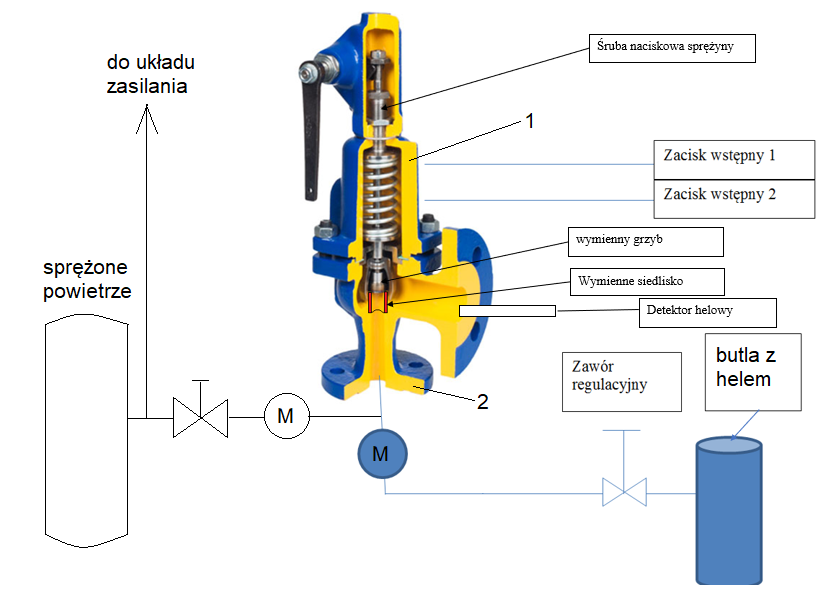 do układu
zasilania
Śruba naciskowa sprężyny
1
Zacisk wstępny 1
Zacisk wstępny 2
wymienny grzyb
sprężone
powietrze
Wymienne siedlisko
Detektor helowy
Zawór
regulacyjny
butla z
helem
2
M
M